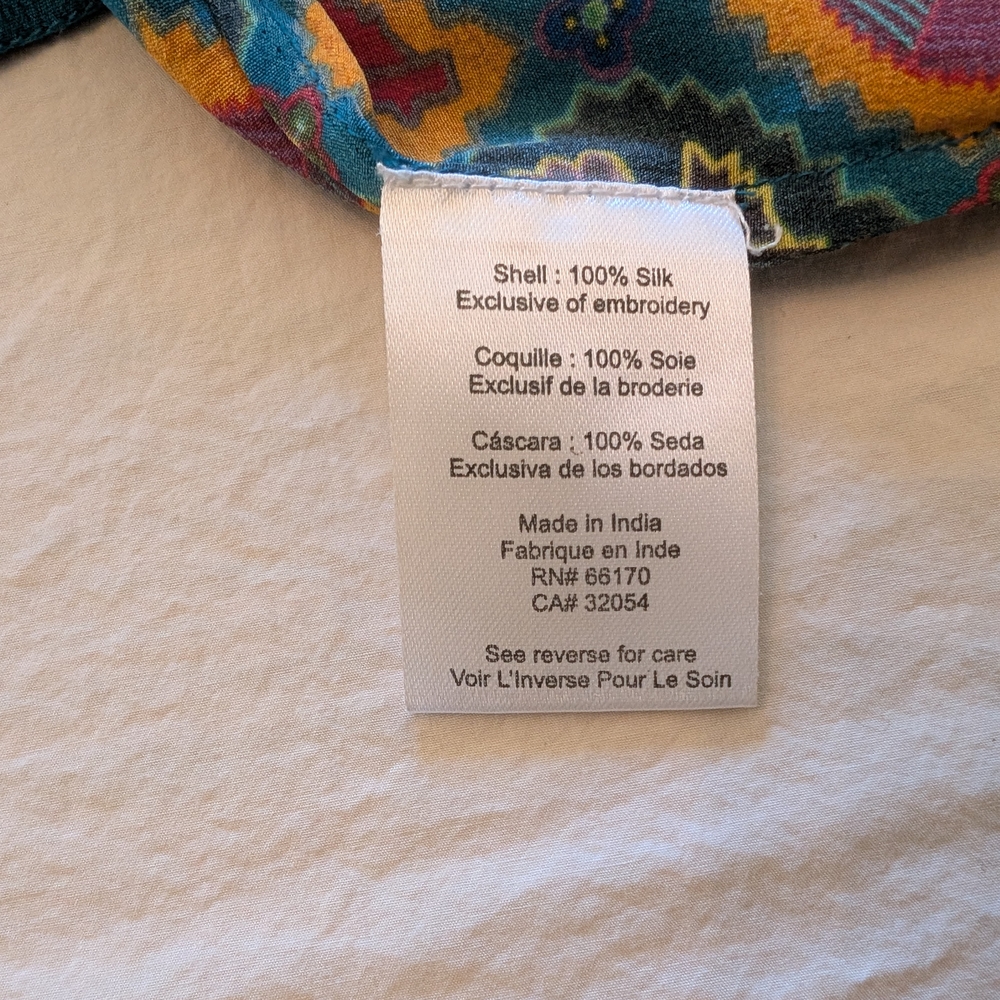 Shell : 100% Silk
Exclusive of embroidery
Coquille : 100% Soie
Exclusif de la broderie
Cáscara : 100% Seda
Exclusiva de los bordados
Made in India
Fabrique en Inde
RN# 66170
CA# 32054
See reverse for care
Voir L'Inverse Pour Le Soin